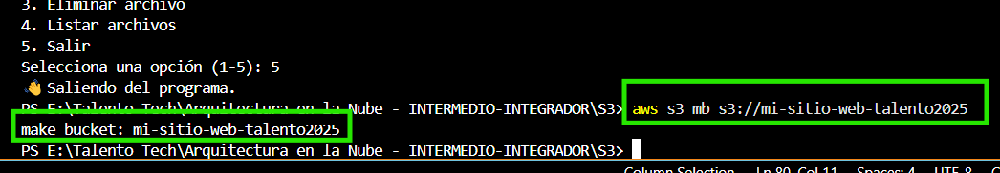 3. Eliminar archivo
4. Listar archivos
5. Salir
Selecciona una opción (1-5): 5
👋 Saliendo del programa.
PS E:\Talento Tech\Arquitectura en la Nube - INTERMEDIO-INTEGRADOR\S3> aws s3 mb s3://mi-sitio-web-talento2025
make_bucket: mi-sitio-web-talento2025
PS E:\Talento Tech\Arquitectura en la Nube - INTERMEDIO-INTEGRADOR\S3>
Column Selection Ln 80, Col 11 Spaces: 4 UTF-8